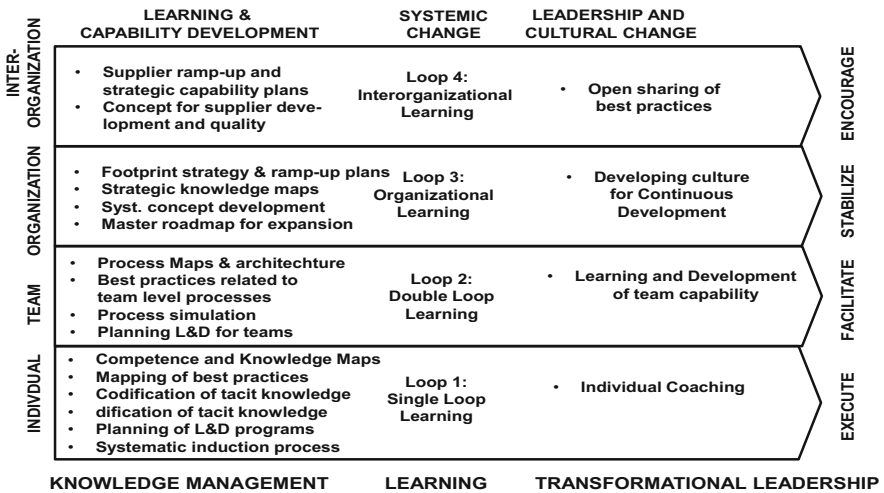 LEARNING &
CAPABILITY DEVELOPMENT
SYSTEMIC
CHANGE
LEADERSHIP AND
CULTURAL CHANGE
INTER-
ORGANIZATION
• Supplier ramp-up and
strategic capability plans
• Concept for supplier deve-
lopment and quality
Loop 4:
Interorganizational
Learning
• Open sharing of
best practices
ENCOURAGE
ORGANIZATION
• Footprint strategy & ramp-up plans
• Strategic knowledge maps
• Syst. concept development
• Master roadmap for expansion
Loop 3:
Organizational
Learning
• Developing culture
for Continuous
Development
STABILIZE
TEAM
• Process Maps & architechture
• Best practices related to
team level processes
• Process simulation
• Planning L&D for teams
Loop 2:
Double Loop
Learning
• Learning and Development
of team capability
FACILITATE
INDIVDUAL
• Competence and Knowledge Maps
• Mapping of best practices
• Codification of tacit knowledge
• dification of tacit knowledge
• Planning of L&D programs
• Systematic induction process
Loop 1:
Single Loop
Learning
• Individual Coaching
EXECUTE
KNOWLEDGE MANAGEMENT
LEARNING
TRANSFORMATIONAL LEADERSHIP